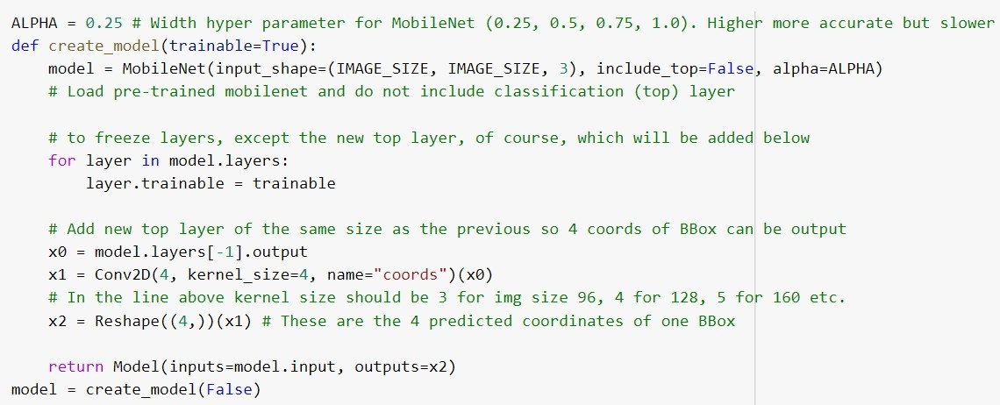 ALPHA = 0.25 # Width hyper parameter for MobileNet (0.25, 0.5, 0.75, 1.0). Higher more accurate but slower
def create_model(trainable=True):
    model = MobileNet(input_shape=(IMAGE_SIZE, IMAGE_SIZE, 3), include_top=False, alpha=ALPHA)
    # Load pre-trained mobilenet and do not include classification (top) layer

    # to freeze layers, except the new top layer, of course, which will be added below
    for layer in model.layers:
        layer.trainable = trainable

    # Add new top layer of the same size as the previous so 4 coords of BBox can be output
    x0 = model.layers[-1].output
    x1 = Conv2D(4, kernel_size=4, name="coords")(x0)
    # In the line above kernel size should be 3 for img size 96, 4 for 128, 5 for 160 etc.
    x2 = Reshape((4,))(x1) # These are the 4 predicted coordinates of one BBox

    return Model(inputs=model.input, outputs=x2)
model = create_model(False)